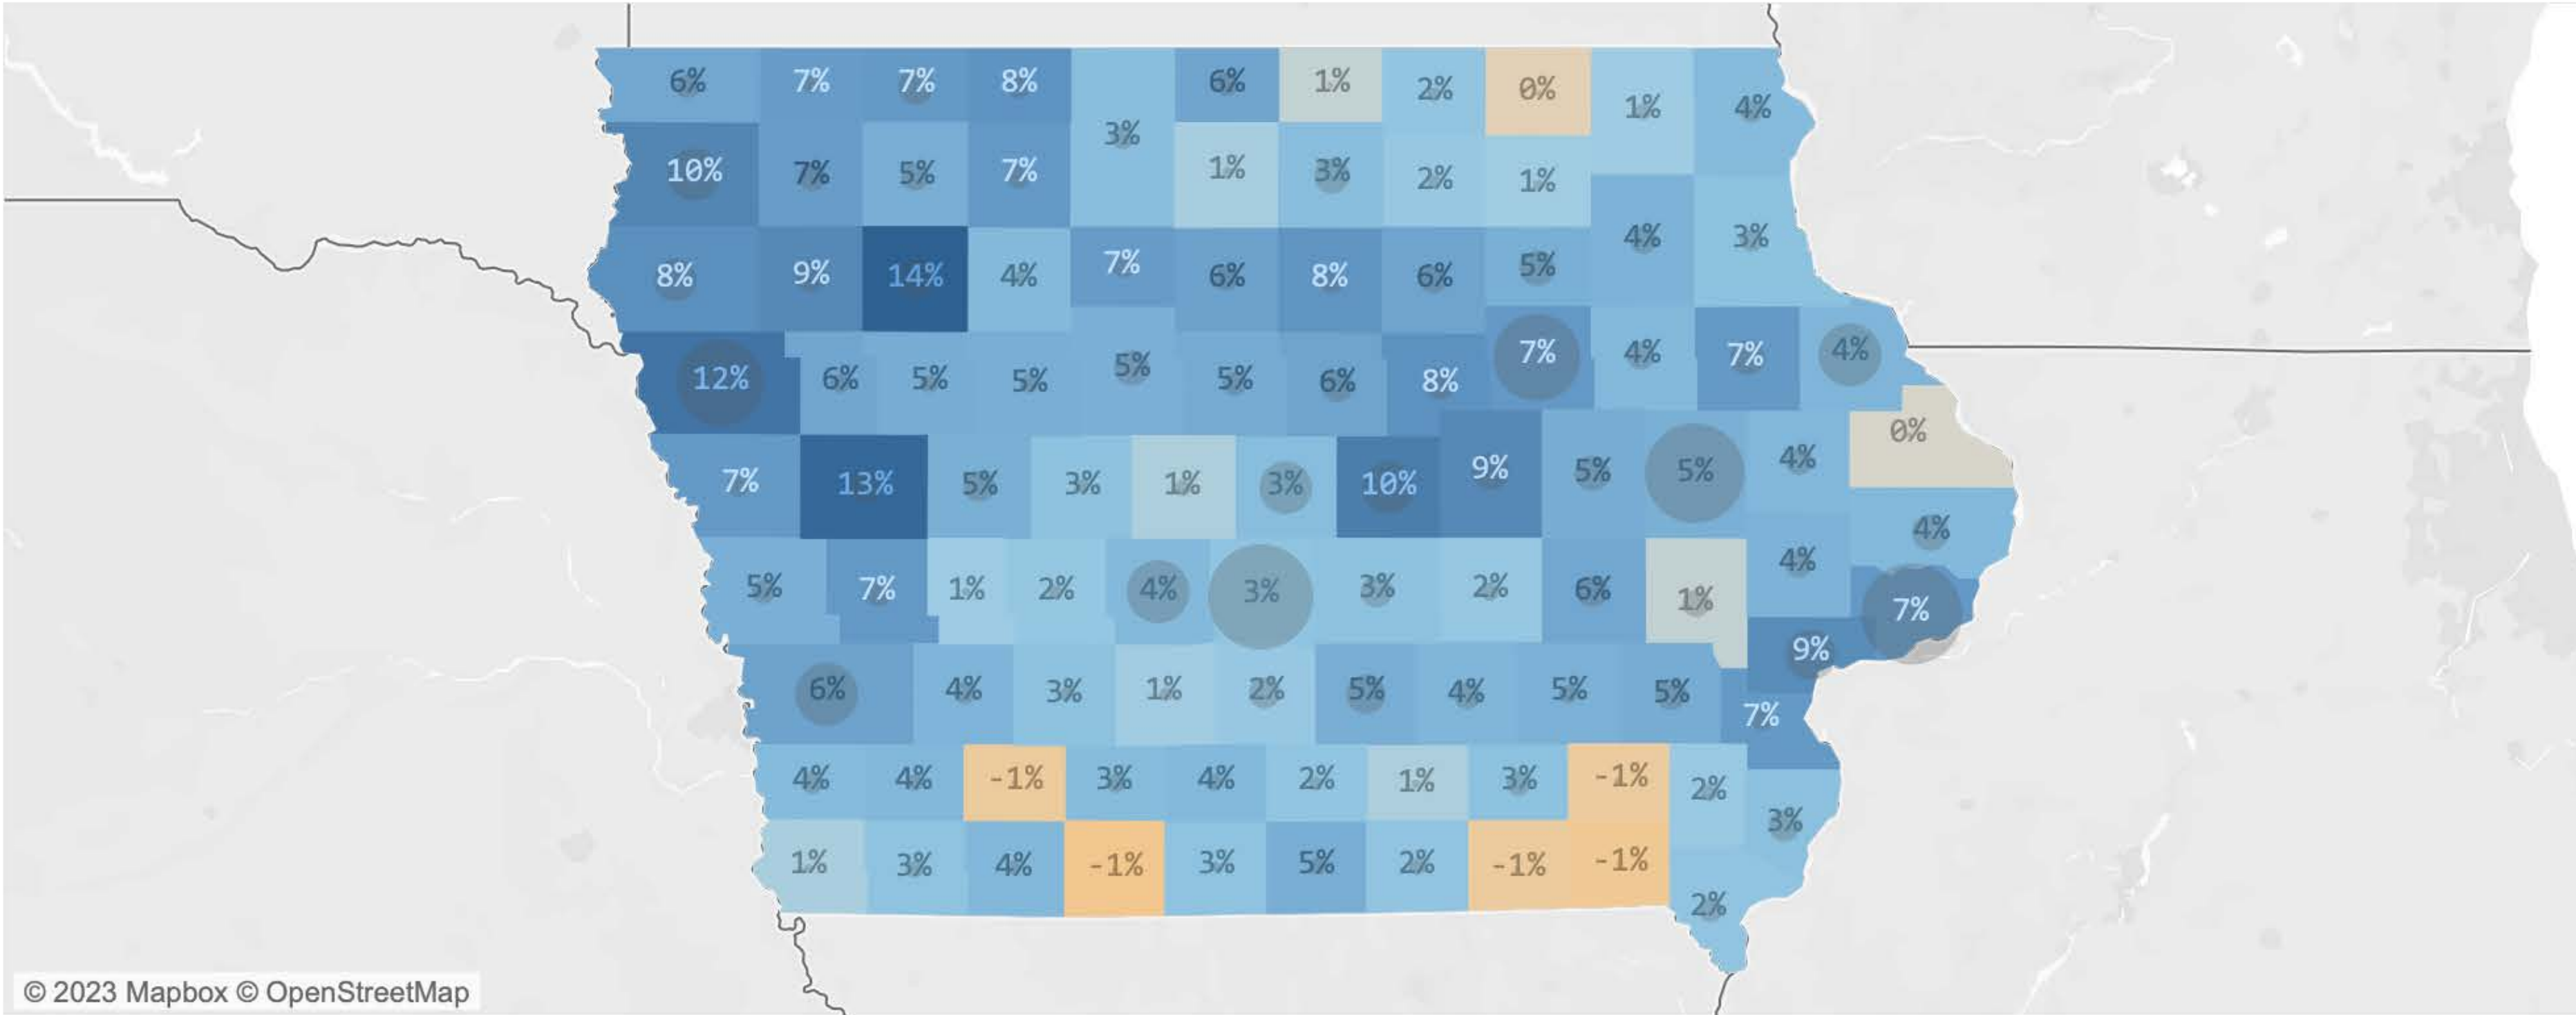 6% 7% 7% 8% 6% 1% 2% 0% 1% 4%
3%
10% 7% 5% 7% 1% 3% 2% 1%
4% 3%
8% 9% 14% 4% 7% 6% 8% 6% 5%
12% 6% 5% 5% 5% 5% 6% 8% 7% 4% 7% 4%
0%
7% 13% 5% 3% 1% 3% 10% 9% 5% 5% 4%
4%
5% 7% 1% 2% 4% 3% 3% 2% 6% 1% 4% 7%
9%
6% 4% 3% 1% 2% 5% 4% 5% 5% 7%
4% 4% -1% 3% 4% 2% 1% 3% -1% 2%
3%
1% 3% 4% -1% 3% 5% 2% -1% -1%
2%
© 2023 Mapbox © OpenStreetMap